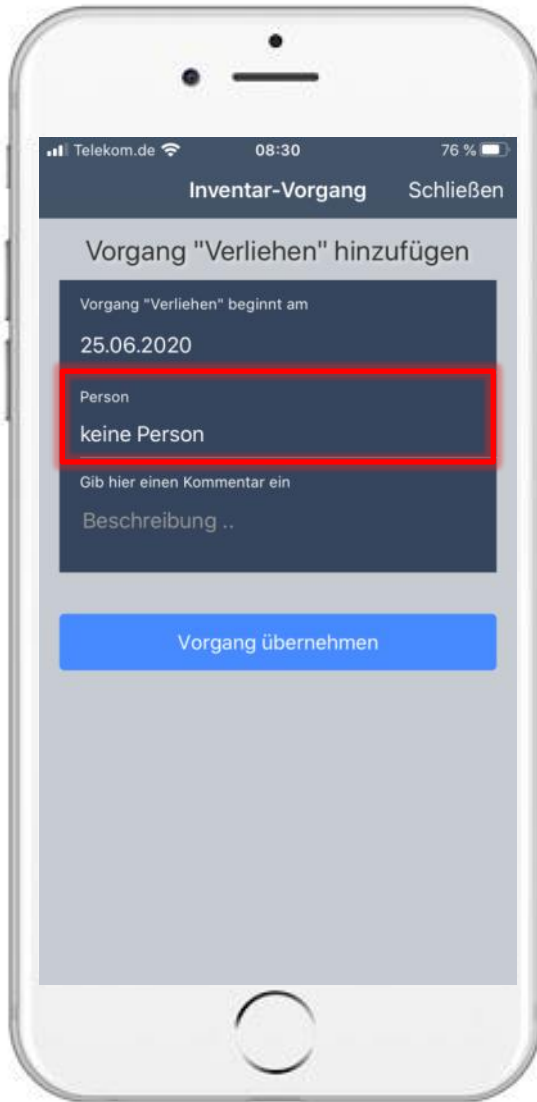 Telekom.de 08:30 76 %
Inventar-Vorgang Schließen
Vorgang "Verliehen" hinzufügen
Vorgang "Verliehen" beginnt am
25.06.2020
Person
keine Person
Gib hier einen Kommentar ein
Beschreibung ..
Vorgang übernehmen